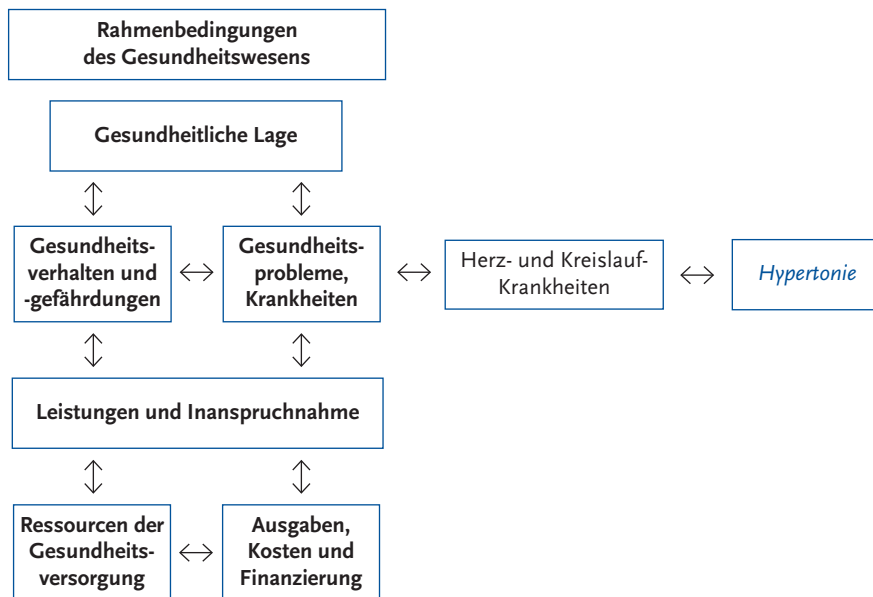 Rahmenbedingungen
des Gesundheitswesens
Gesundheitliche Lage
Gesundheits-
verhalten und
-gefährdungen
Gesundheits-
probleme,
Krankheiten
Herz- und Kreislauf-
Krankheiten
Hypertonie
Leistungen und Inanspruchnahme
Ressourcen der
Gesundheits-
versorgung
Ausgaben,
Kosten und
Finanzierung